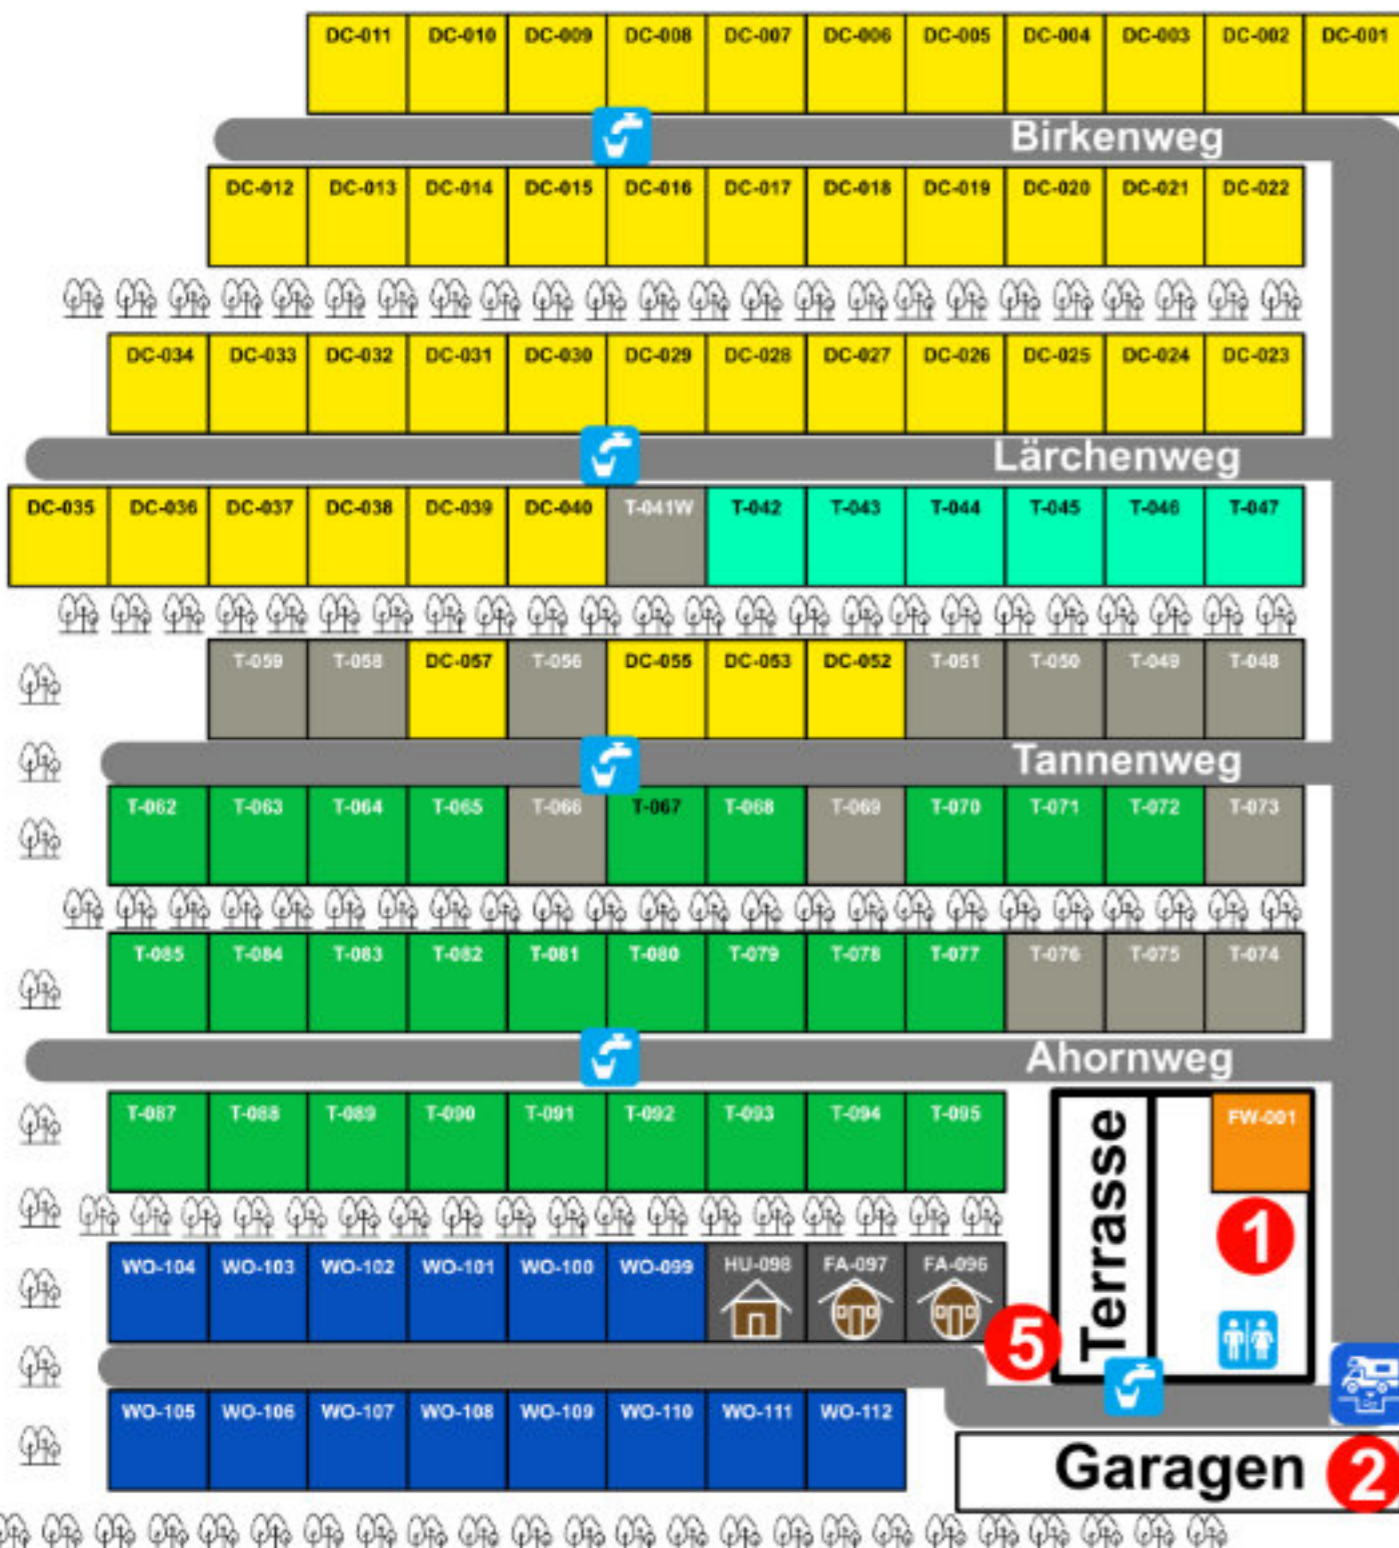 DC-011 DC-010 DC-009 DC-008 DC-007 DC-006 DC-005 DC-004 DC-003 DC-002 DC-001
Birkenweg
DC-012 DC-013 DC-014 DC-015 DC-016 DC-017 DC-018 DC-019 DC-020 DC-021 DC-022
DC-034 DC-033 DC-032 DC-031 DC-030 DC-029 DC-028 DC-027 DC-026 DC-025 DC-024 DC-023
Lärchenweg
DC-035 DC-036 DC-037 DC-038 DC-039 DC-040 T-041W T-042 T-043 T-044 T-045 T-046 T-047
T-059 T-058 DC-057 T-056 DC-055 DC-053 DC-052 T-051 T-050 T-049 T-048
Tannenweg
T-062 T-063 T-064 T-065 T-066 T-067 T-068 T-069 T-070 T-071 T-072 T-073
T-085 T-084 T-083 T-082 T-081 T-080 T-079 T-078 T-077 T-076 T-075 T-074
Ahornweg
T-087 T-088 T-089 T-090 T-091 T-092 T-093 T-094 T-095
Terrasse
FW-001
1
WO-104 WO-103 WO-102 WO-101 WO-100 WO-099 HU-098 FA-097 FA-096
5
WO-105 WO-106 WO-107 WO-108 WO-109 WO-110 WO-111 WO-112
Garagen 2